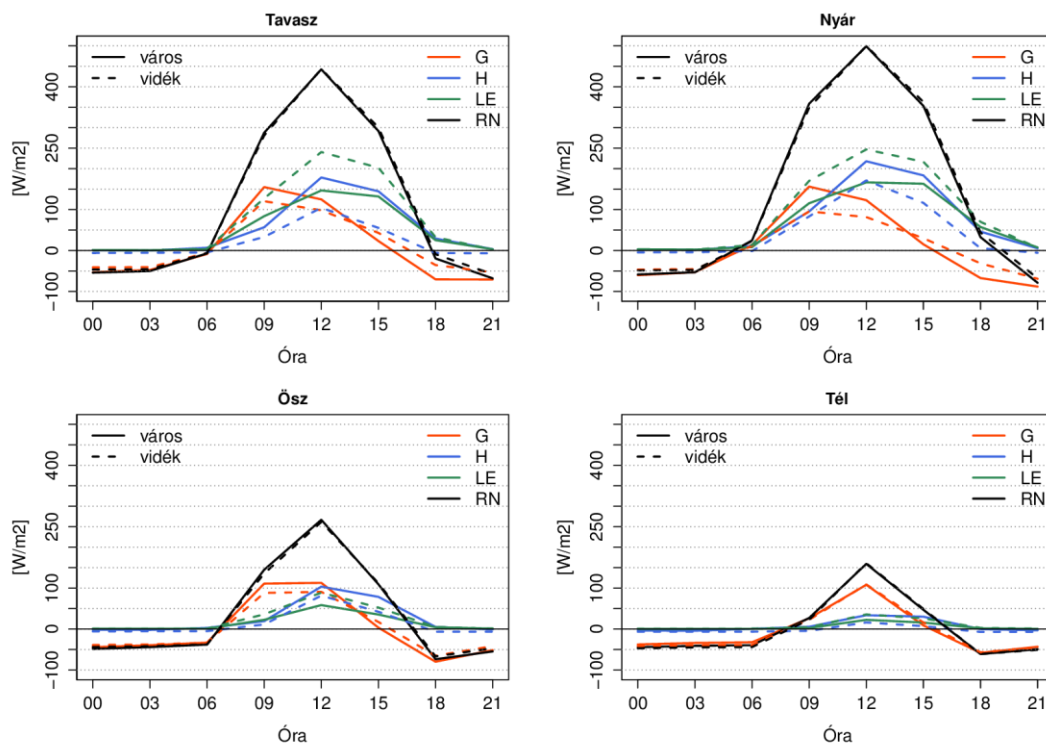 Tavasz
város
vidék
G
H
LE
RN
[W/m2]
400
250
100
0
-100
00 03 06 09 12 15 18 21
Óra
Nyár
város
vidék
G
H
LE
RN
[W/m2]
400
250
100
0
-100
00 03 06 09 12 15 18 21
Óra
Ősz
város
vidék
G
H
LE
RN
[W/m2]
400
250
100
0
-100
00 03 06 09 12 15 18 21
Óra
Tél
város
vidék
G
H
LE
RN
[W/m2]
400
250
100
0
-100
00 03 06 09 12 15 18 21
Óra